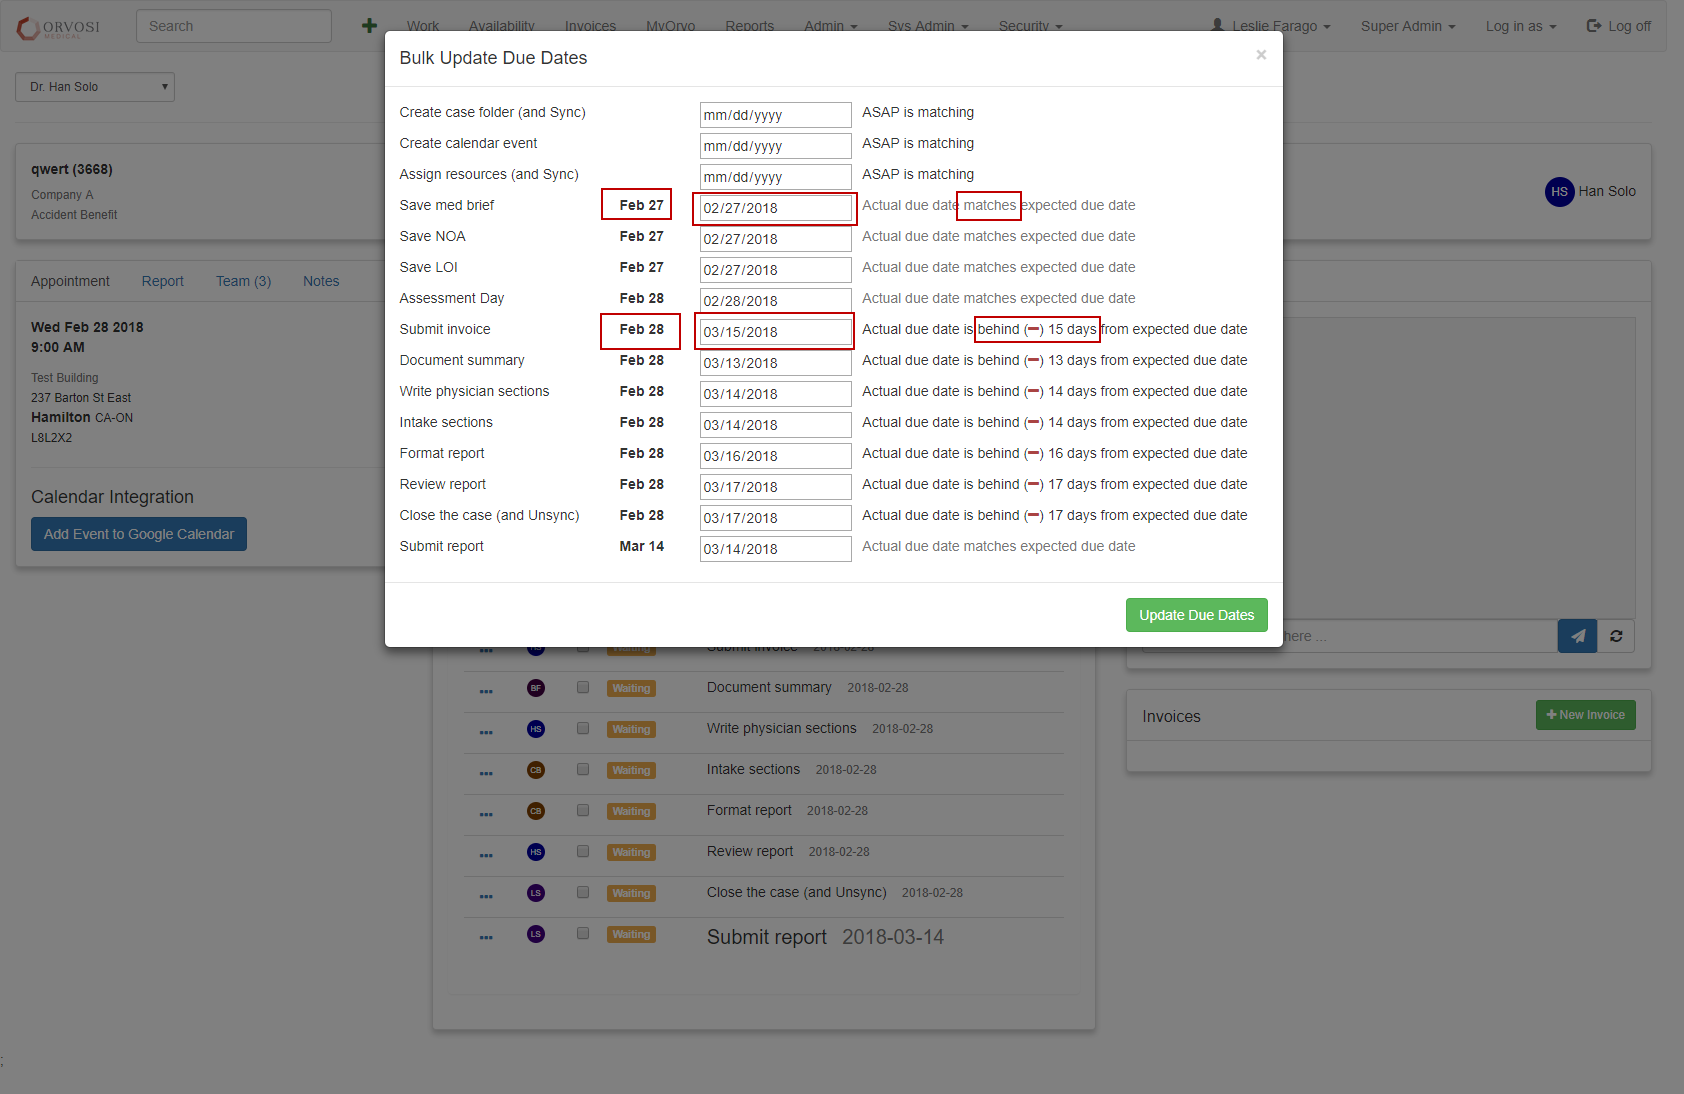 ORVOSI
MEDICAL
Search
Work Availability Invoices MyOrvo Reports Admin Sys Admin Security Leslie Farago Super Admin Log in as Log off
Dr. Han Solo
Bulk Update Due Dates
×
Create case folder (and Sync) mm/dd/yyyy ASAP is matching
Create calendar event mm/dd/yyyy ASAP is matching
Assign resources (and Sync) mm/dd/yyyy ASAP is matching
Save med brief Feb 27 02/27/2018 Actual due date matches expected due date
Save NOA Feb 27 02/27/2018 Actual due date matches expected due date
Save LOI Feb 27 02/27/2018 Actual due date matches expected due date
Assessment Day Feb 28 02/28/2018 Actual due date matches expected due date
Submit invoice Feb 28 03/15/2018 Actual due date is behind (−) 15 days from expected due date
Document summary Feb 28 03/13/2018 Actual due date is behind (−) 13 days from expected due date
Write physician sections Feb 28 03/14/2018 Actual due date is behind (−) 14 days from expected due date
Intake sections Feb 28 03/14/2018 Actual due date is behind (−) 14 days from expected due date
Format report Feb 28 03/16/2018 Actual due date is behind (−) 16 days from expected due date
Review report Feb 28 03/17/2018 Actual due date is behind (−) 17 days from expected due date
Close the case (and Unsync) Feb 28 03/17/2018 Actual due date is behind (−) 17 days from expected due date
Submit report Mar 14 03/14/2018 Actual due date matches expected due date
Update Due Dates
qwert (3668)
Company A
Accident Benefit
HS Han Solo
Appointment Report Team (3) Notes
Wed Feb 28 2018
9:00 AM
Test Building
237 Barton St East
Hamilton CA-ON
L8L2X2
Calendar Integration
Add Event to Google Calendar
here ...
Submit invoice 2018-02-28
BF Waiting Document summary 2018-02-28
HS Waiting Write physician sections 2018-02-28
CB Waiting Intake sections 2018-02-28
CB Waiting Format report 2018-02-28
HS Waiting Review report 2018-02-28
LS Waiting Close the case (and Unsync) 2018-02-28
LS Waiting Submit report 2018-03-14
Invoices
New Invoice
;